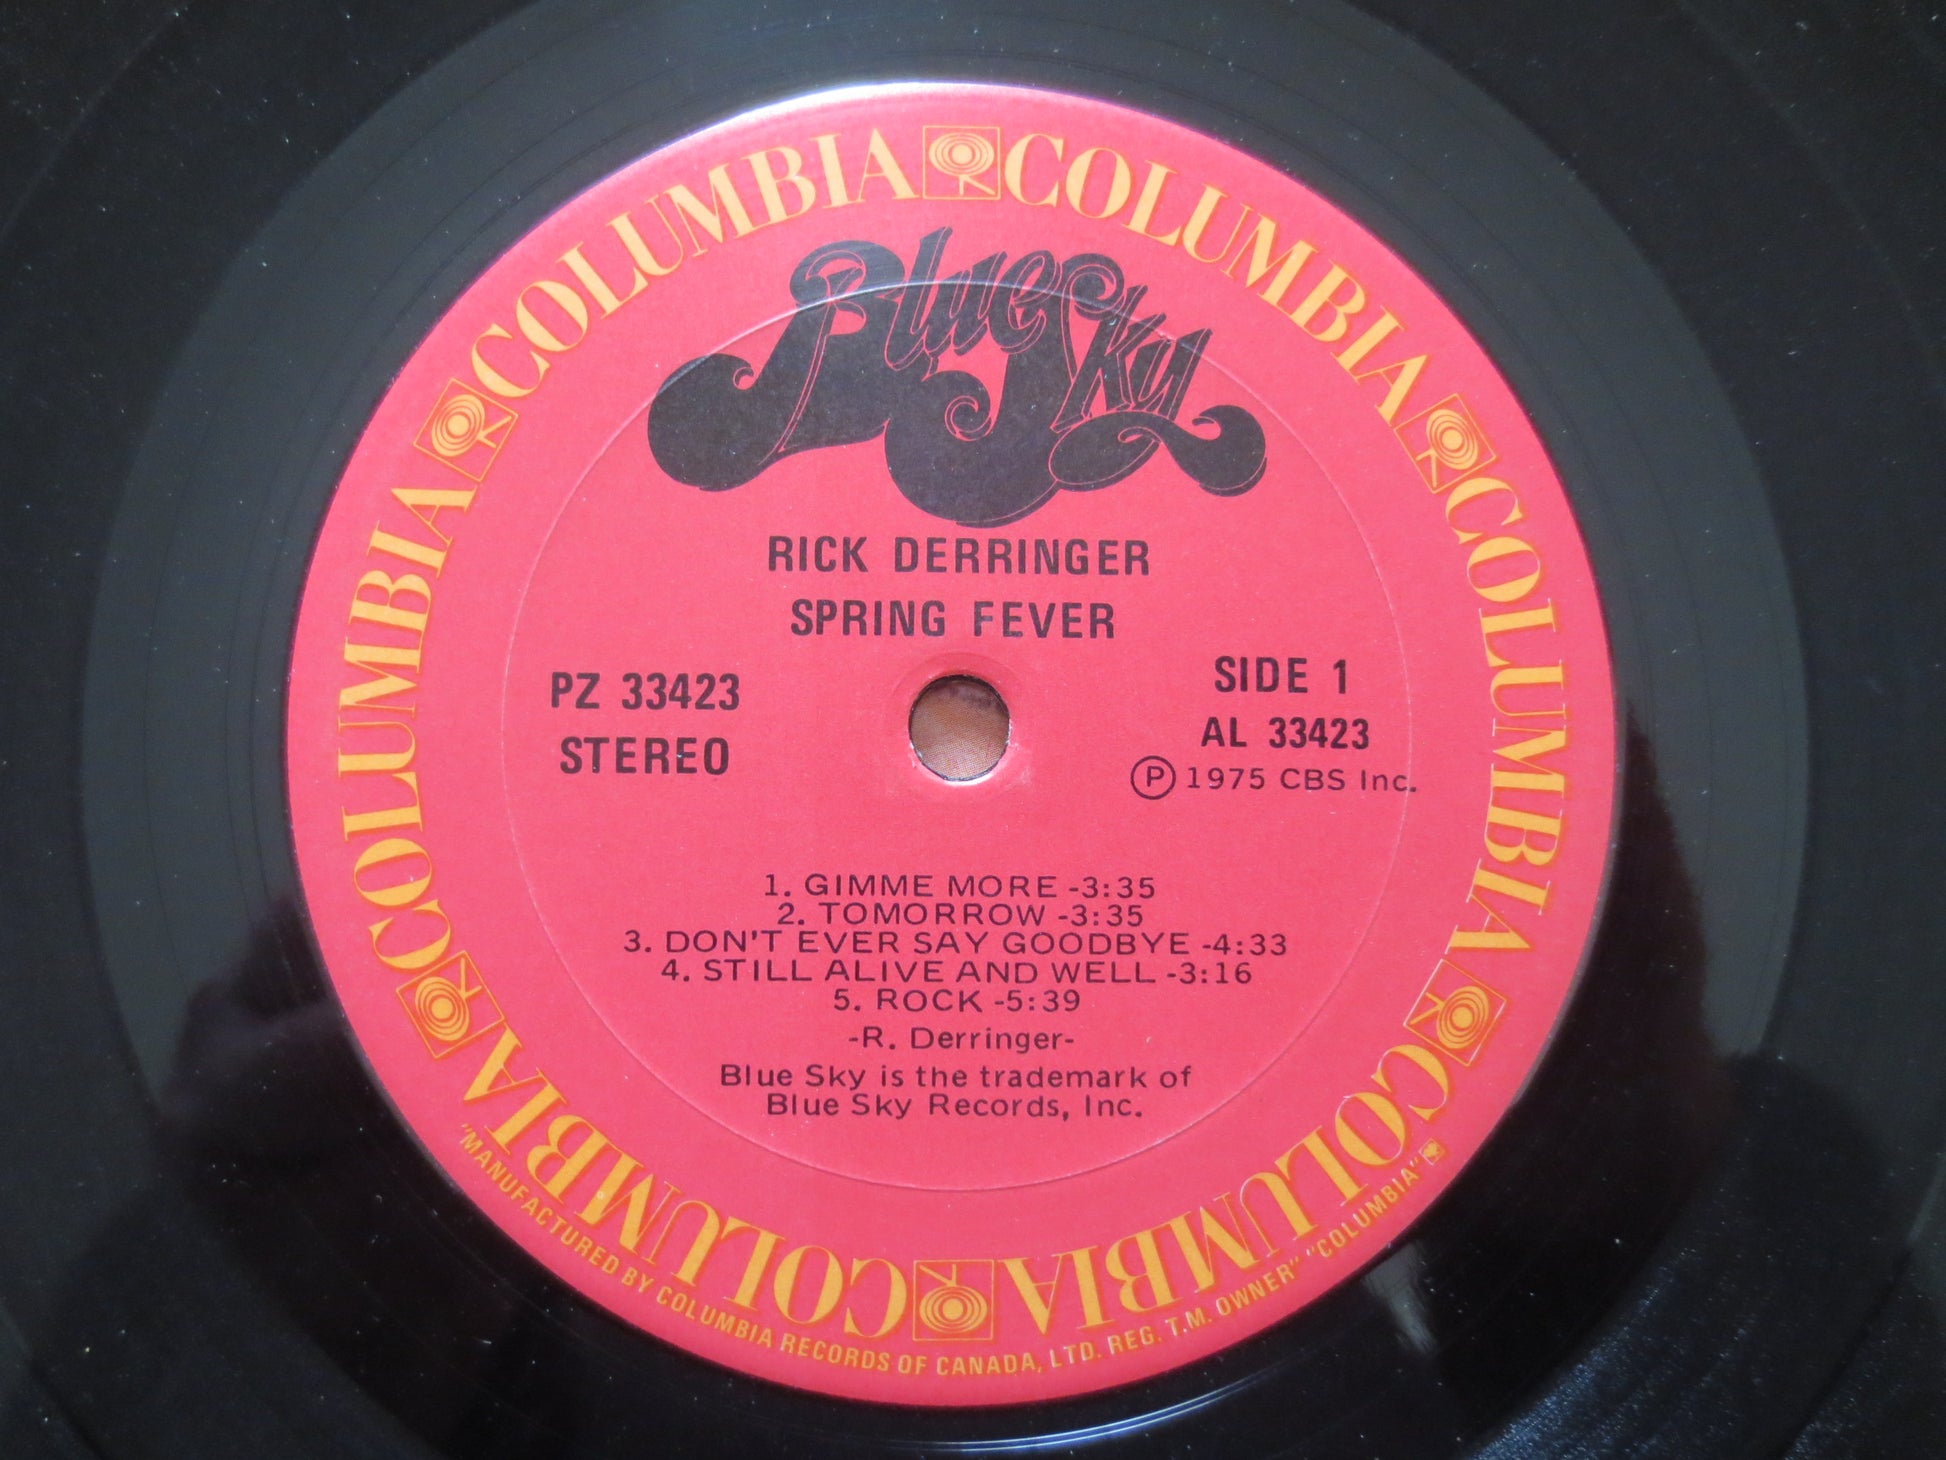 COLUMBIA COLUMBIA COLUMBIA COLUMBIA COLUMBIA COLUMBIA
Blue Sky
RICK DERRINGER
SPRING FEVER
PZ 33423
STEREO
SIDE 1
AL 33423
Ⓟ 1975 CBS Inc.
1. GIMME MORE -3:35
2. TOMORROW -3:35
3. DON'T EVER SAY GOODBYE -4:33
4. STILL ALIVE AND WELL -3:16
5. ROCK -5:39
-R. Derringer-
Blue Sky is the trademark of
Blue Sky Records, Inc.
"MANUFACTURED BY COLUMBIA RECORDS OF CANADA, LTD. REG. T.M. OWNER" "COLUMBIA"